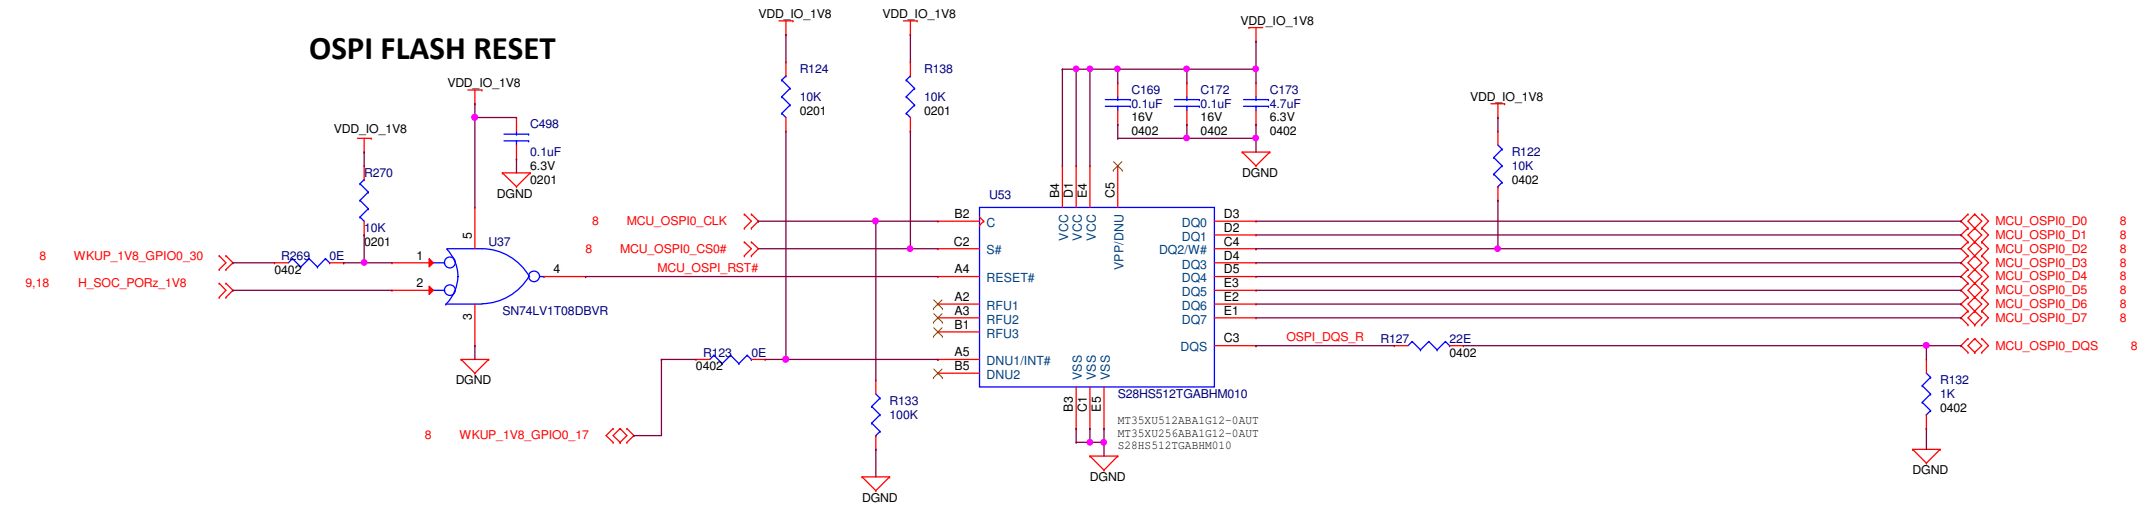 OSPI FLASH RESET
VDD_IO_1V8
VDD_IO_1V8
VDD_IO_1V8
VDD_IO_1V8
VDD_IO_1V8
VDD_IO_1V8
C498
0.1uF
6.3V
0201
DGND
R270
10K
0201
8 WKUP_1V8_GPIO0_30
R269 0E
0402
9,18 H_SOC_PORz_1V8
1
2
5
3
4
U37
SN74LV1T08DBVR
DGND
R124
10K
0201
R138
10K
0201
8 MCU_OSPI0_CLK
8 MCU_OSPI0_CS0#
MCU_OSPI_RST#
R123 0E
0402
8 WKUP_1V8_GPIO0_17
R133
100K
DGND
C169
0.1uF
16V
0402
C172
0.1uF
16V
0402
C173
4.7uF
6.3V
0402
DGND
U53
B4
D1
E4
C5
VCC
VCC
VCC
VPP/DNU
B2 C
C2 S#
A4 RESET#
A2 RFU1
A3 RFU2
B1 RFU3
A5 DNU1/INT#
B5 DNU2
DQ0 D3
DQ1 D2
DQ2/W# C4
DQ3 D4
DQ4 D5
DQ5 E3
DQ6 E2
DQ7 E1
DQS C3
VSS
VSS
VSS
B3
C1
E5
DGND
S28HS512TGABHM010
MT35XU512ABA1G12-0AUT
MT35XU256ABA1G12-0AUT
S28HS512TGABHM010
R122
10K
0402
MCU_OSPI0_D0 8
MCU_OSPI0_D1 8
MCU_OSPI0_D2 8
MCU_OSPI0_D3 8
MCU_OSPI0_D4 8
MCU_OSPI0_D5 8
MCU_OSPI0_D6 8
MCU_OSPI0_D7 8
OSPI_DQS_R
R127 22E
0402
MCU_OSPI0_DQS 8
R132
1K
0402
DGND